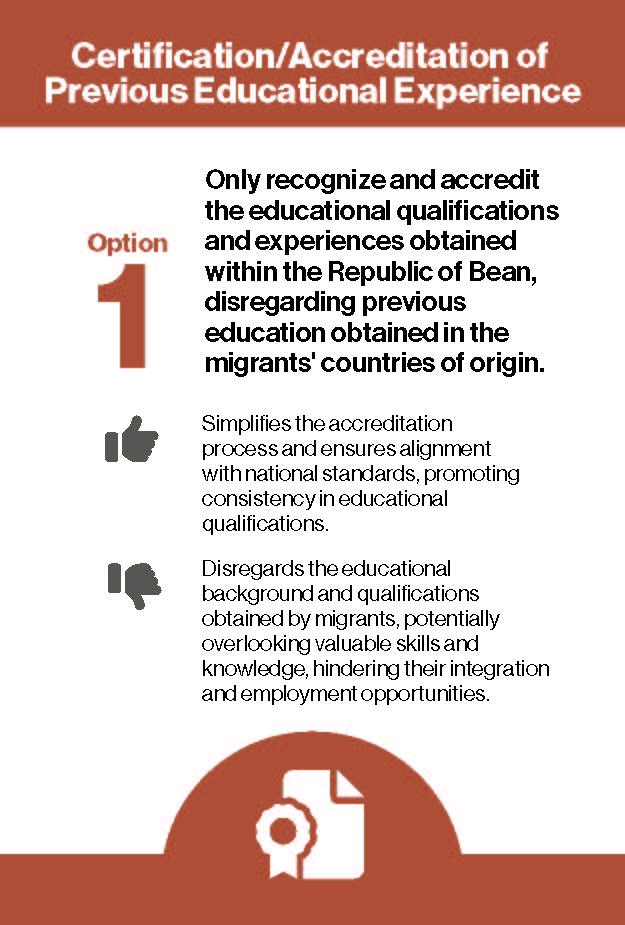 Certification/Accreditation of
Previous Educational Experience
Option
1
Only recognize and accredit
the educational qualifications
and experiences obtained
within the Republic of Bean,
disregarding previous
education obtained in the
migrants' countries of origin.
Simplifies the accreditation
process and ensures alignment
with national standards, promoting
consistency in educational
qualifications.
Disregards the educational
background and qualifications
obtained by migrants, potentially
overlooking valuable skills and
knowledge, hindering their integration
and employment opportunities.